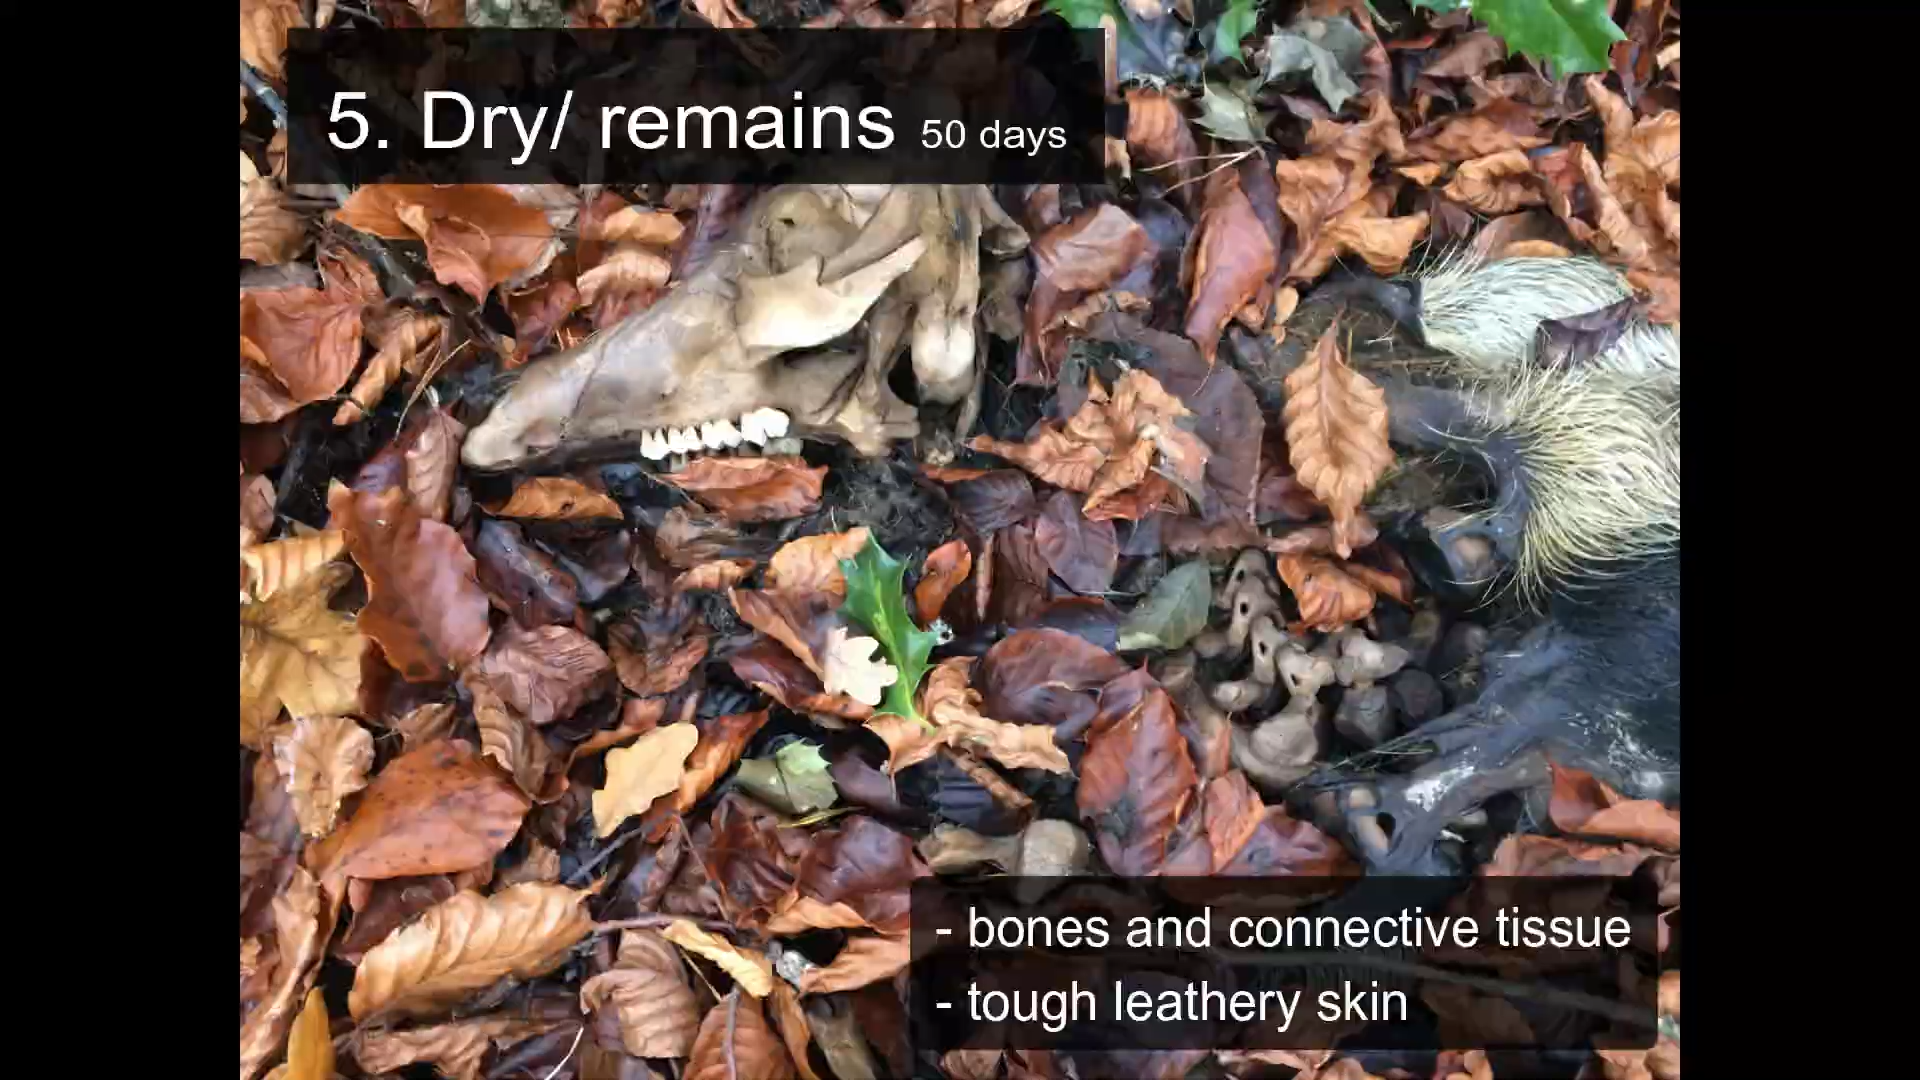 5. Dry/ remains 50 days
- bones and connective tissue
- tough leathery skin